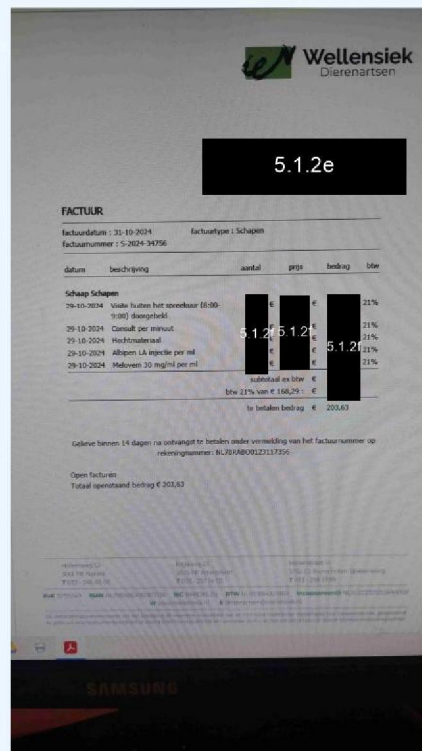 Wellensiek
Dierenartsen
5.1.2e
FACTUUR
factuurdatum : 31-10-2024 factuurtype : Schapen
factuurnummer : S-2024-34756
datum beschrijving aantal prijs bedrag btw
Schaap Schapen
29-10-2024 Visite buiten het spreekuur (8:00-9:00) doorgebeld € € 21%
29-10-2024 Consult per minuut € € 21%
29-10-2024 Hechtmateriaal € € 21%
29-10-2024 Albipen LA injectie per ml € € 21%
29-10-2024 Melovem 30 mg/ml per ml € € 21%
5.1.2f 5.1.2f 5.1.2f
subtotaal ex btw €
btw 21% van € 168,29 : €
te betalen bedrag € 203,63
Gelieve binnen 14 dagen na ontvangst te betalen onder vermelding van het factuurnummer op
Open facturen
Totaal openstaand bedrag € 203,63
SAMSUNG